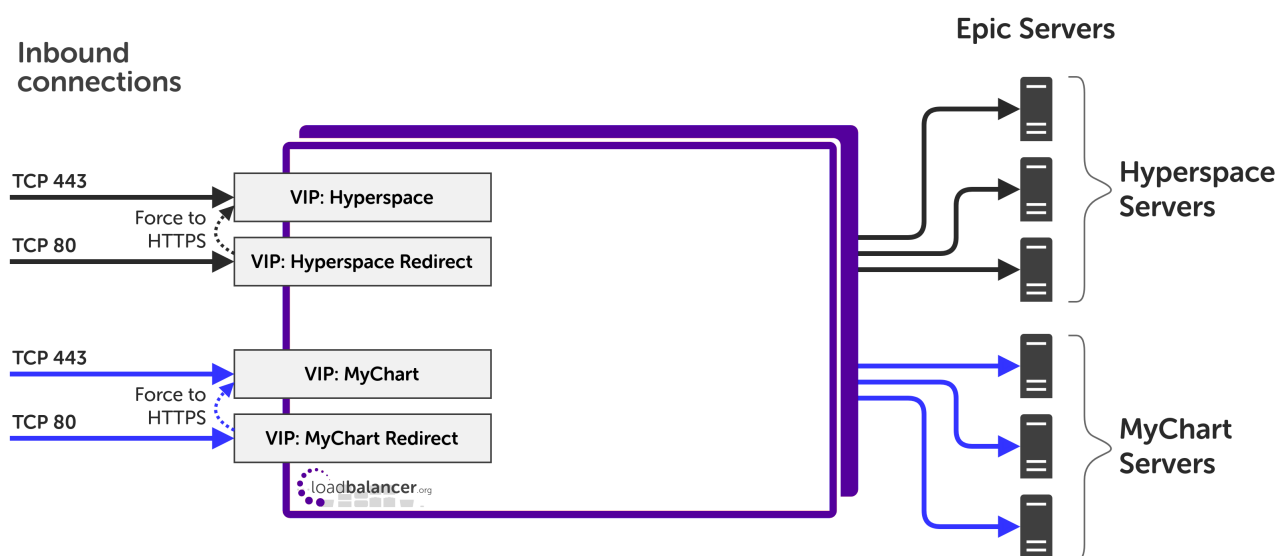 Epic Servers
Inbound
connections
TCP 443
VIP: Hyperspace
Force to
HTTPS
TCP 80
VIP: Hyperspace Redirect
Hyperspace
Servers
TCP 443
VIP: MyChart
Force to
HTTPS
TCP 80
VIP: MyChart Redirect
MyChart
Servers
loadbalancer.org